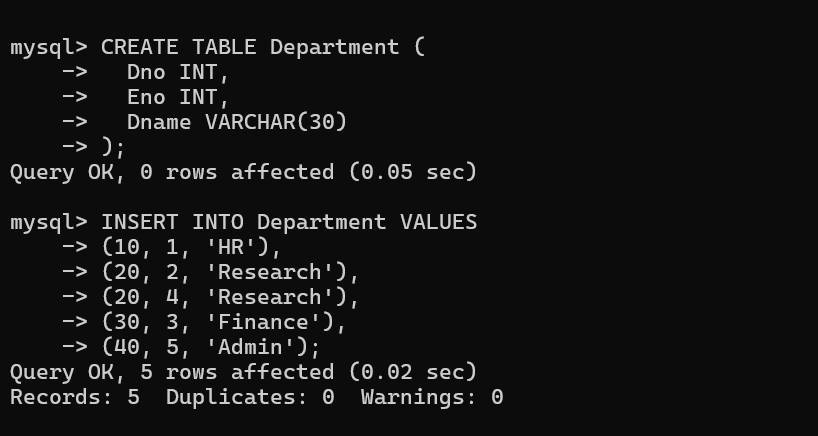 mysql> CREATE TABLE Department (
    ->   Dno INT,
    ->   Eno INT,
    ->   Dname VARCHAR(30)
    -> );
Query OK, 0 rows affected (0.05 sec)

mysql> INSERT INTO Department VALUES
    -> (10, 1, 'HR'),
    -> (20, 2, 'Research'),
    -> (20, 4, 'Research'),
    -> (30, 3, 'Finance'),
    -> (40, 5, 'Admin');
Query OK, 5 rows affected (0.02 sec)
Records: 5  Duplicates: 0  Warnings: 0